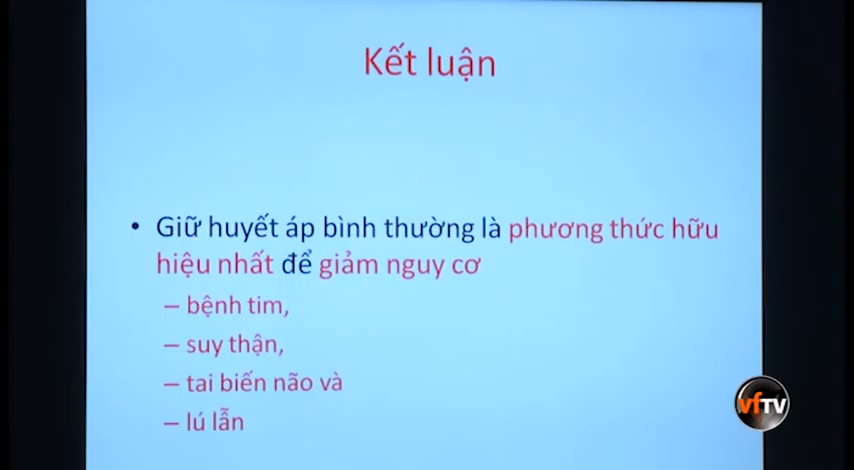 Kết luận
• Giữ huyết áp bình thường là phương thức hữu
hiệu nhất để giảm nguy cơ
– bệnh tim,
– suy thận,
– tai biến não và
– lú lẫn
vfTV